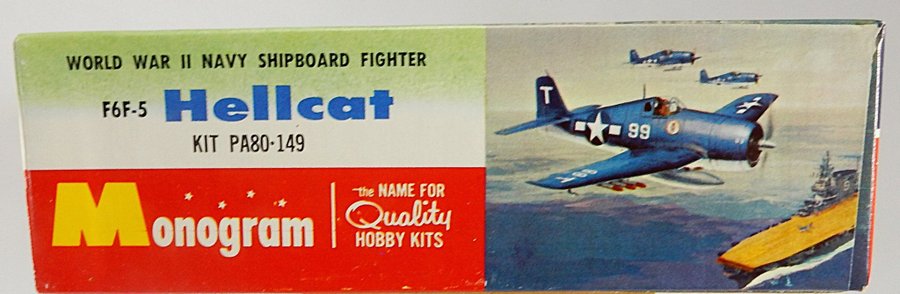 WORLD WAR II NAVY SHIPBOARD FIGHTER
F6F-5 Hellcat
KIT PA80-149
Monogram
the NAME FOR
Quality
HOBBY KITS
T
99
99